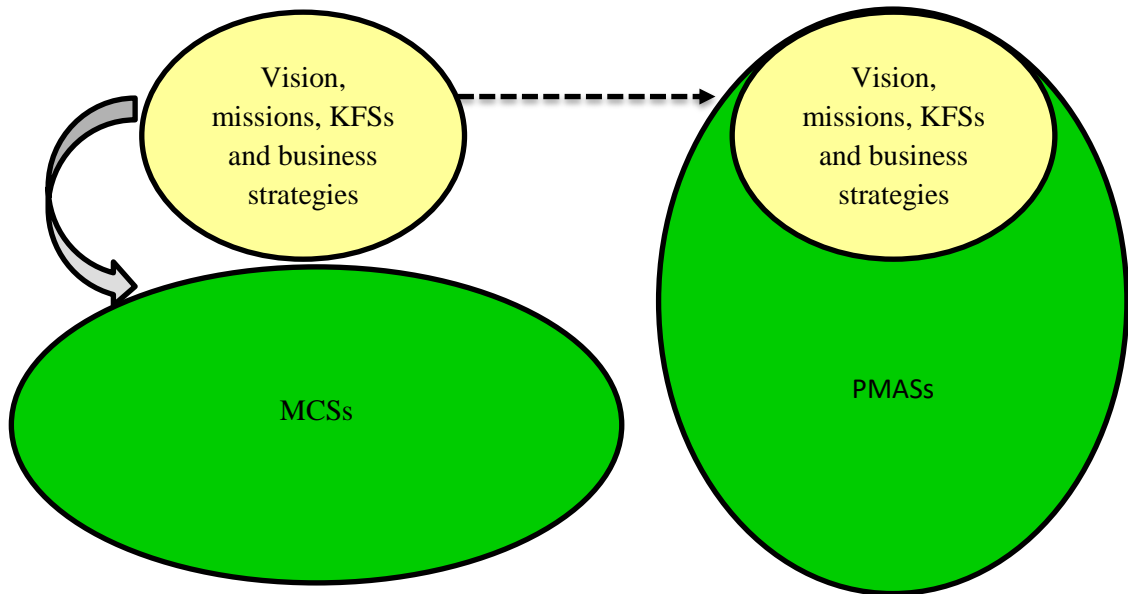 Vision,
missions, KFSs
and business
strategies
Vision,
missions, KFSs
and business
strategies
MCSs
PMASs